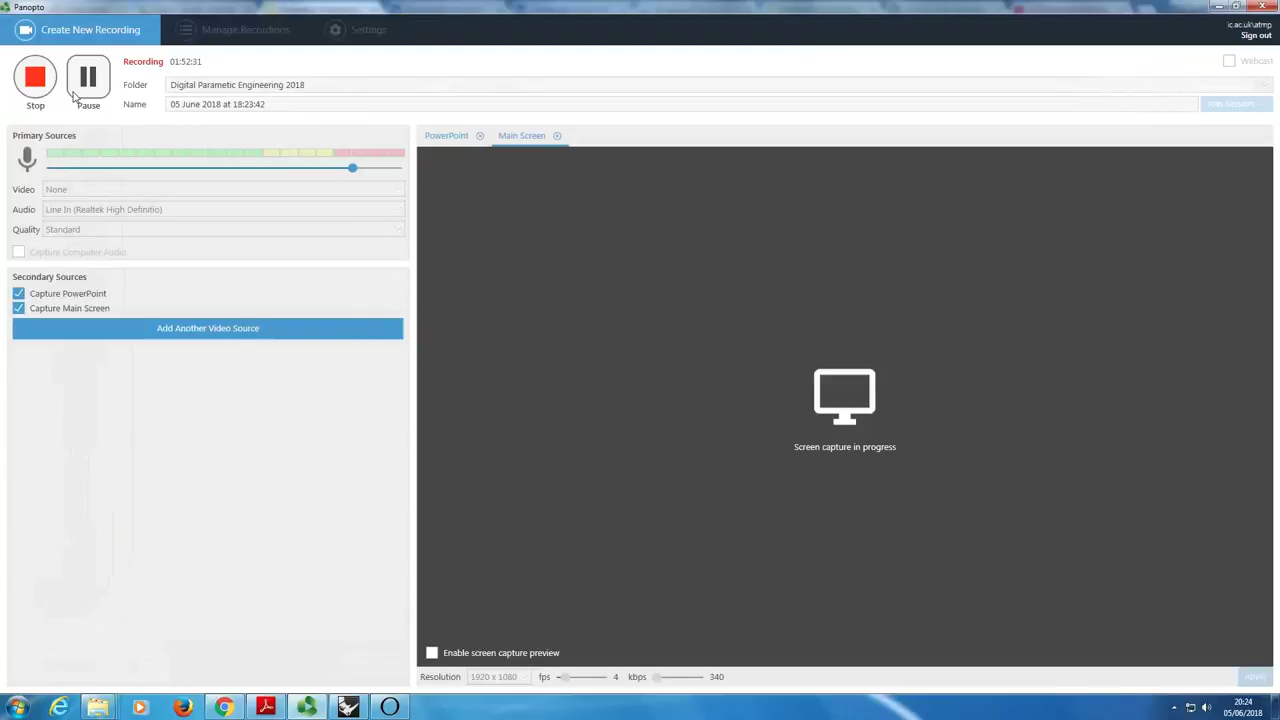 Panopto
Create New Recording
Manage Recordings
Settings
ic.ac.uk\atmp
Sign out
Recording 01:52:31
Webcast
Folder Digital Parametic Engineering 2018
Stop Pause Name 05 June 2018 at 18:23:42
Join Session
Primary Sources
Video None
Audio Line In (Realtek High Definitio)
Quality Standard
Capture Computer Audio
Secondary Sources
Capture PowerPoint
Capture Main Screen
Add Another Video Source
PowerPoint Main Screen
Screen capture in progress
Enable screen capture preview
Resolution 1920 x 1080 fps 4 kbps 340
Apply
20:24
05/06/2018